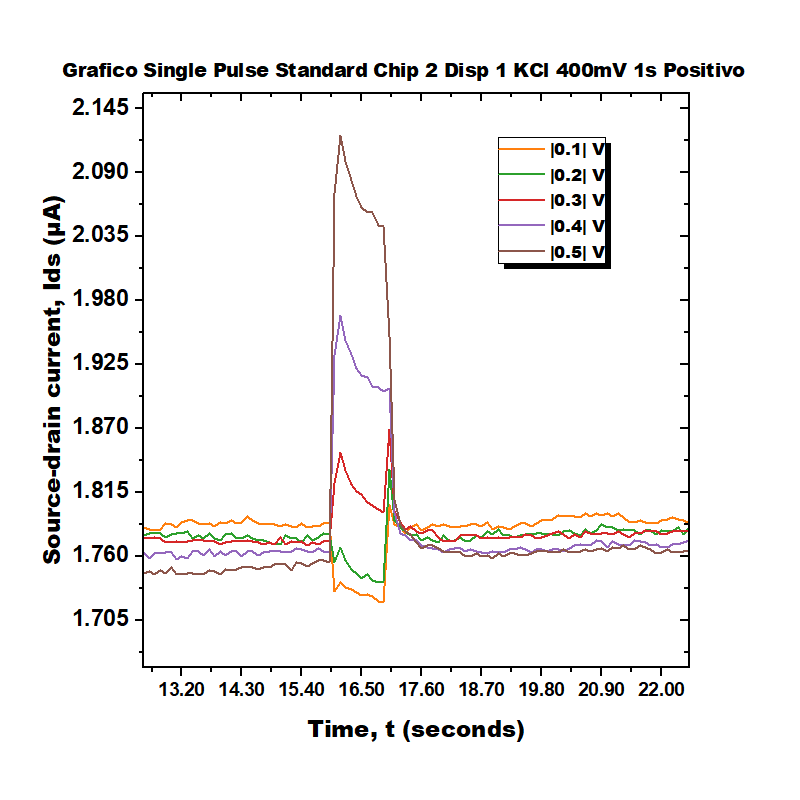 Grafico Single Pulse Standard Chip 2 Disp 1 KCl 400mV 1s Positivo
2.145
2.090
2.035
1.980
1.925
1.870
1.815
1.760
1.705
Source-drain current, Ids (µA)
|0.1| V
|0.2| V
|0.3| V
|0.4| V
|0.5| V
13.20 14.30 15.40 16.50 17.60 18.70 19.80 20.90 22.00
Time, t (seconds)